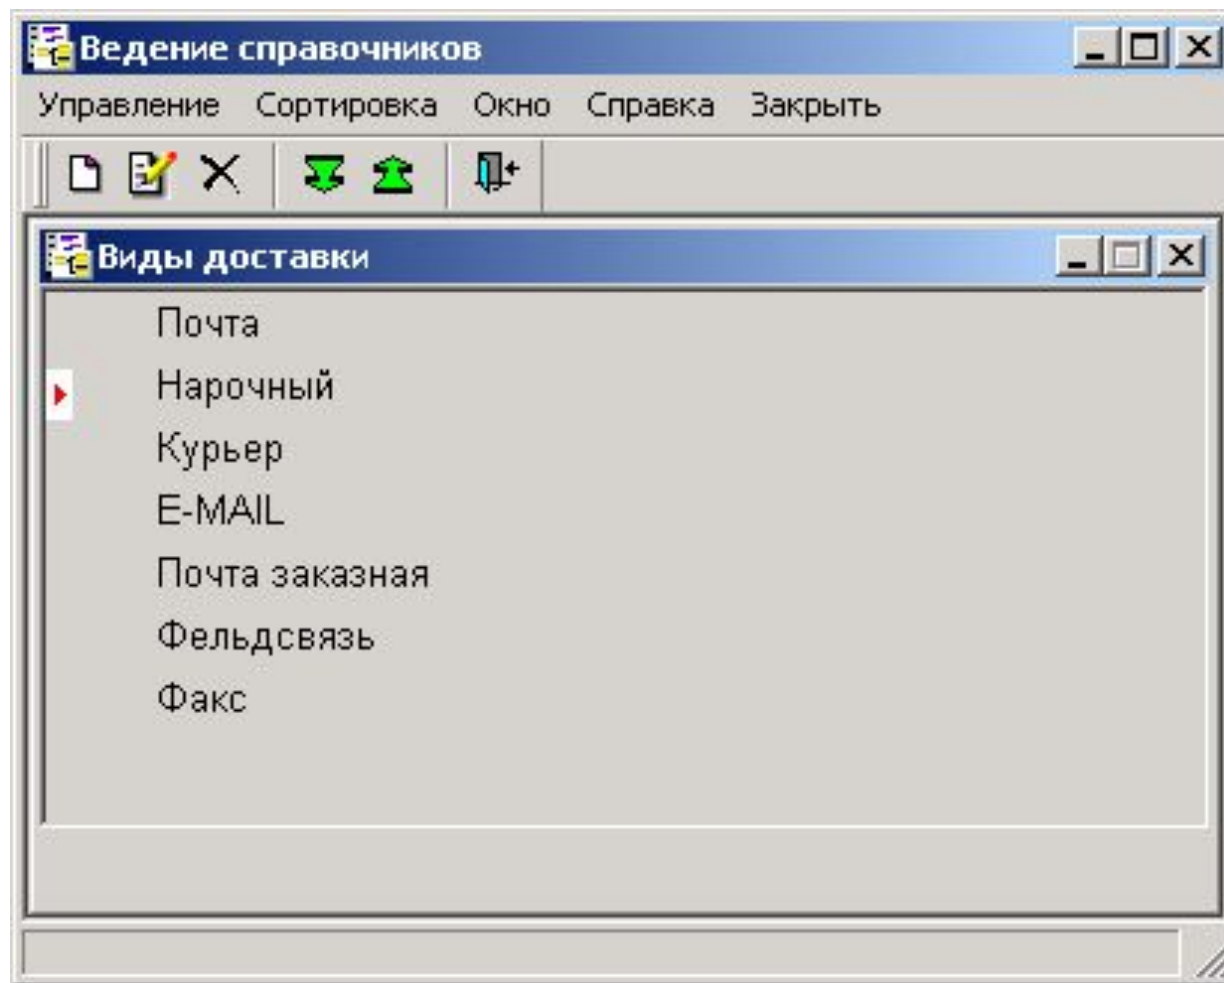 Ведение справочников
Управление Сортировка Окно Справка Закрыть
Виды доставки
Почта
Нарочный
Курьер
E-MAIL
Почта заказная
Фельдсвязь
Факс